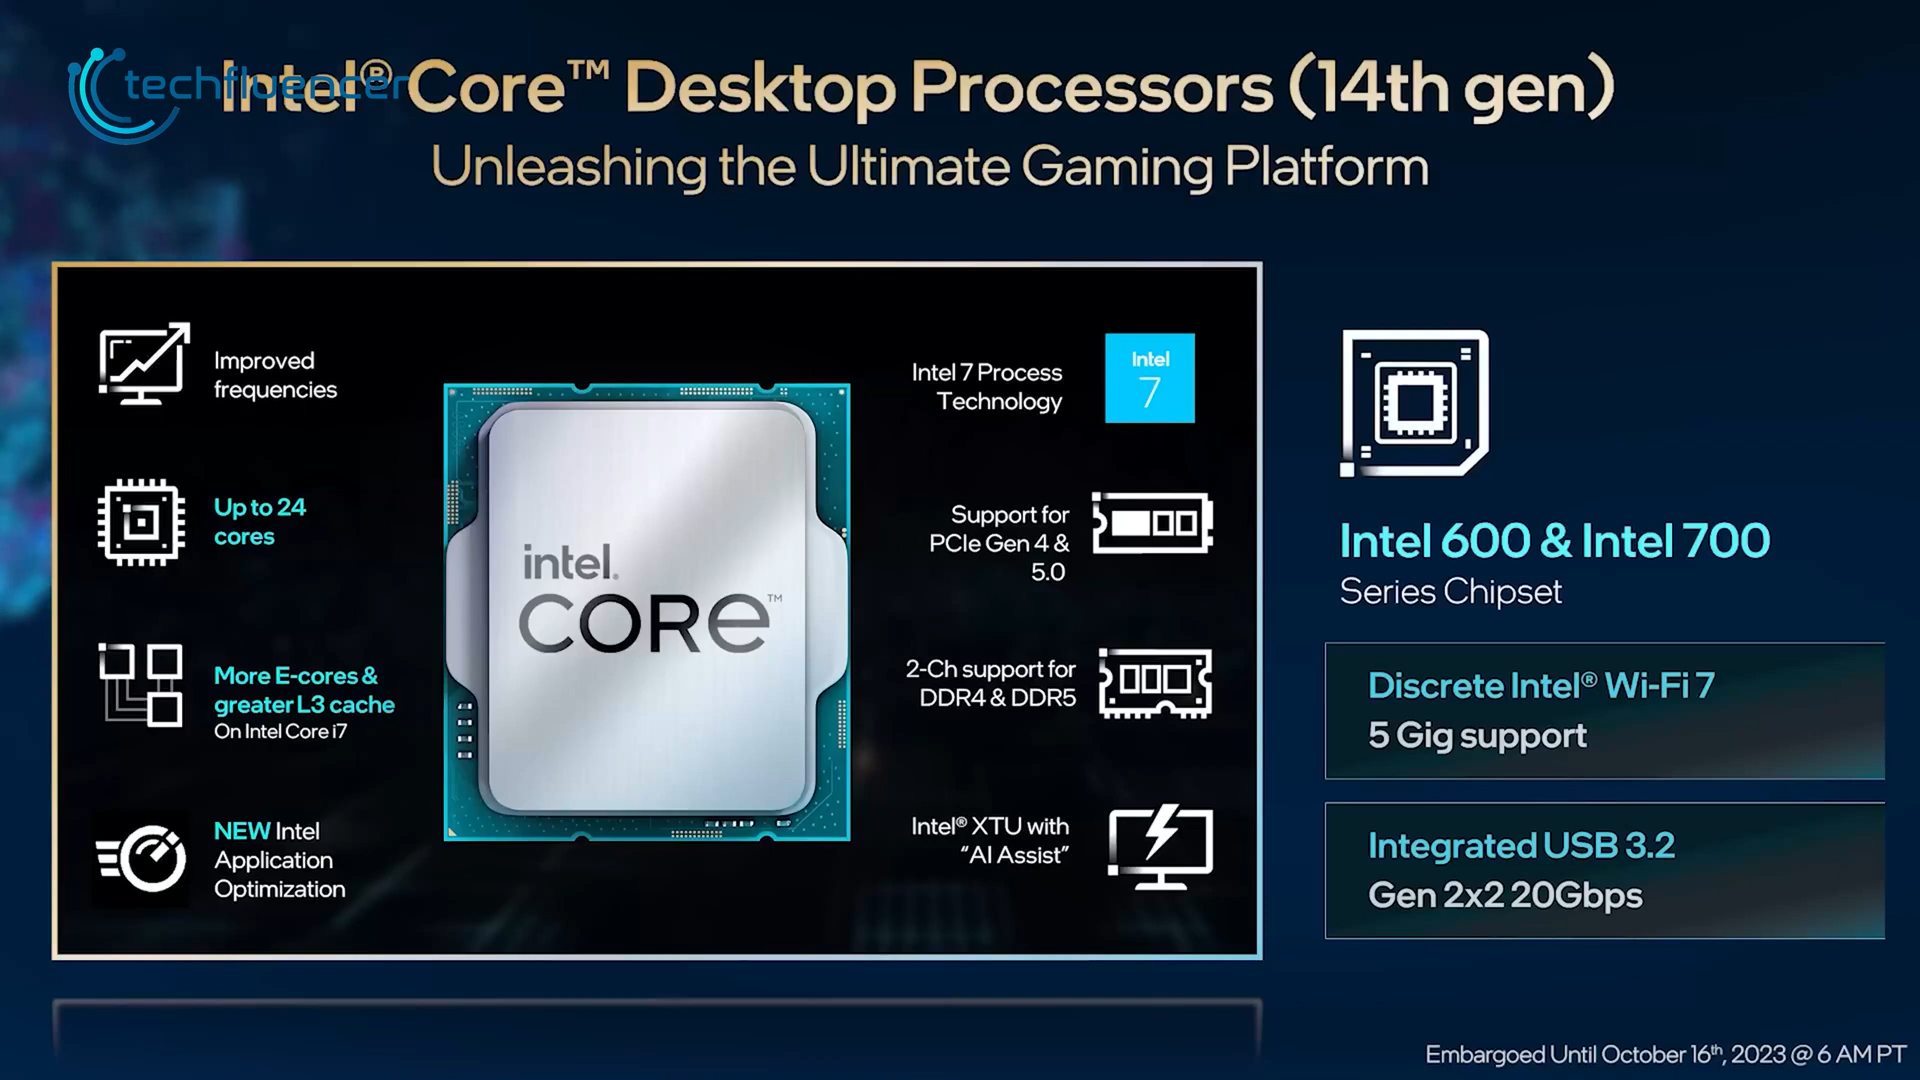 techfluencer
Intel® Core™ Desktop Processors (14th gen)
Unleashing the Ultimate Gaming Platform
Improved
frequencies
Up to 24
cores
More E-cores &
greater L3 cache
On Intel Core i7
NEW Intel
Application
Optimization
intel.
CORe™
Intel 7 Process
Technology
Intel
7
Support for
PCIe Gen 4 &
5.0
2-Ch support for
DDR4 & DDR5
Intel® XTU with
“AI Assist”
Intel 600 & Intel 700
Series Chipset
Discrete Intel® Wi-Fi 7
5 Gig support
Integrated USB 3.2
Gen 2x2 20Gbps
Embargoed Until October 16th, 2023 @ 6 AM PT